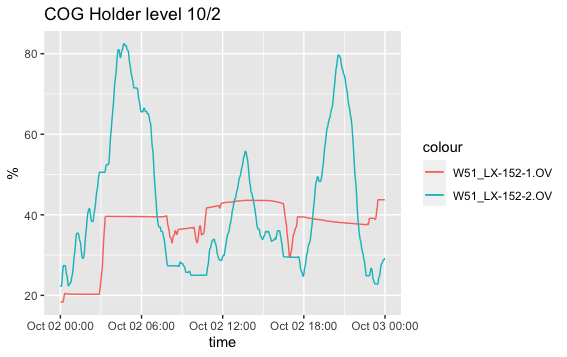 COG Holder level 10/2
80
60
40
20
%
Oct 02 00:00 Oct 02 06:00 Oct 02 12:00 Oct 02 18:00 Oct 03 00:00
time
colour
W51_LX-152-1.OV
W51_LX-152-2.OV